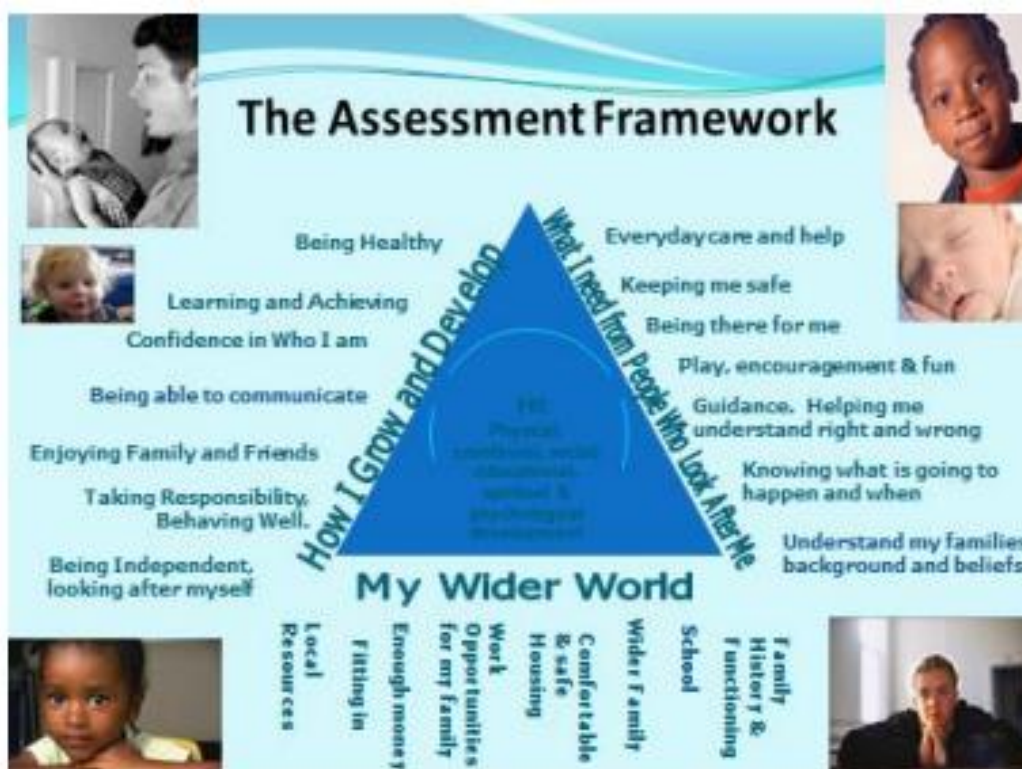 The Assessment Framework
Being Healthy
Learning and Achieving
Confidence in Who I am
Being able to communicate
Enjoying Family and Friends
Taking Responsibility.
Behaving Well.
Being Independent,
looking after myself
How I Grow and Develop
What I need from People Who Look After Me
Everyday care and help
Keeping me safe
Being there for me
Play, encouragement & fun
Guidance. Helping me
understand right and wrong
Knowing what is going to
happen and when
Understand my families
background and beliefs
Physical,
psychological
development
My Wider World
Local
Resources
Fitting in
Enough money
Work
Opportunities
for my family
Comfortable
& safe
Housing
Wider Family
School
Family
History &
Functioning